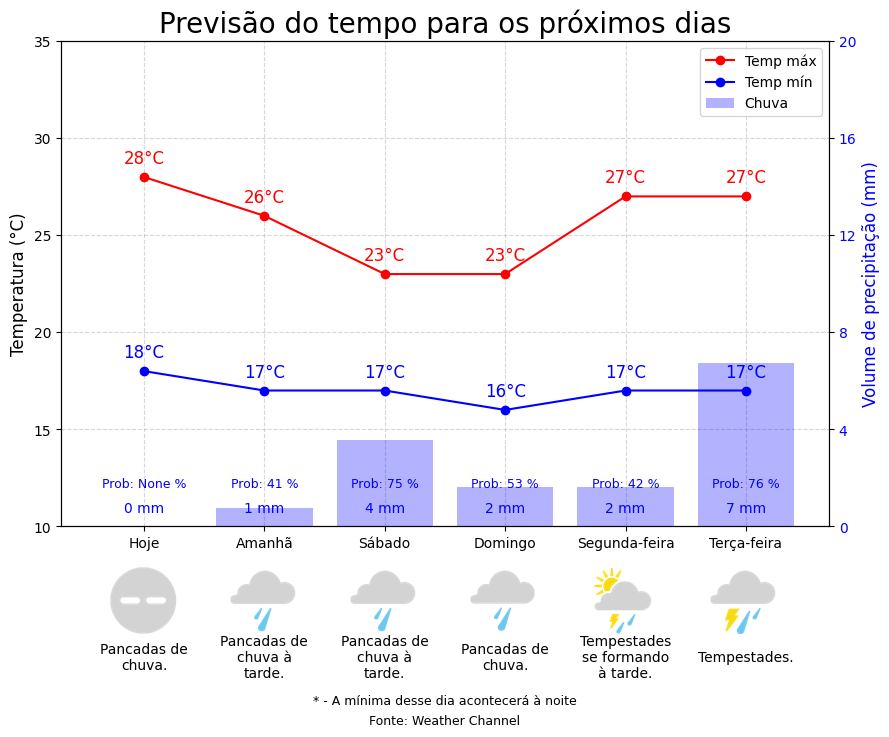 Previsão do tempo para os próximos dias
Temperatura (°C)
35
30
25
20
15
10
Volume de precipitação (mm)
20
16
12
8
4
0
Temp máx
Temp mín
Chuva
28°C
26°C
23°C
23°C
27°C
27°C
18°C
17°C
17°C
16°C
17°C
17°C
Prob: None %
Prob: 41 %
Prob: 75 %
Prob: 53 %
Prob: 42 %
Prob: 76 %
0 mm
1 mm
4 mm
2 mm
2 mm
7 mm
Hoje
Amanhã
Sábado
Domingo
Segunda-feira
Terça-feira
Pancadas de
chuva.
Pancadas de
chuva à
tarde.
Pancadas de
chuva à
tarde.
Pancadas de
chuva.
Tempestades
se formando
à tarde.
Tempestades.
* - A mínima desse dia acontecerá à noite
Fonte: Weather Channel